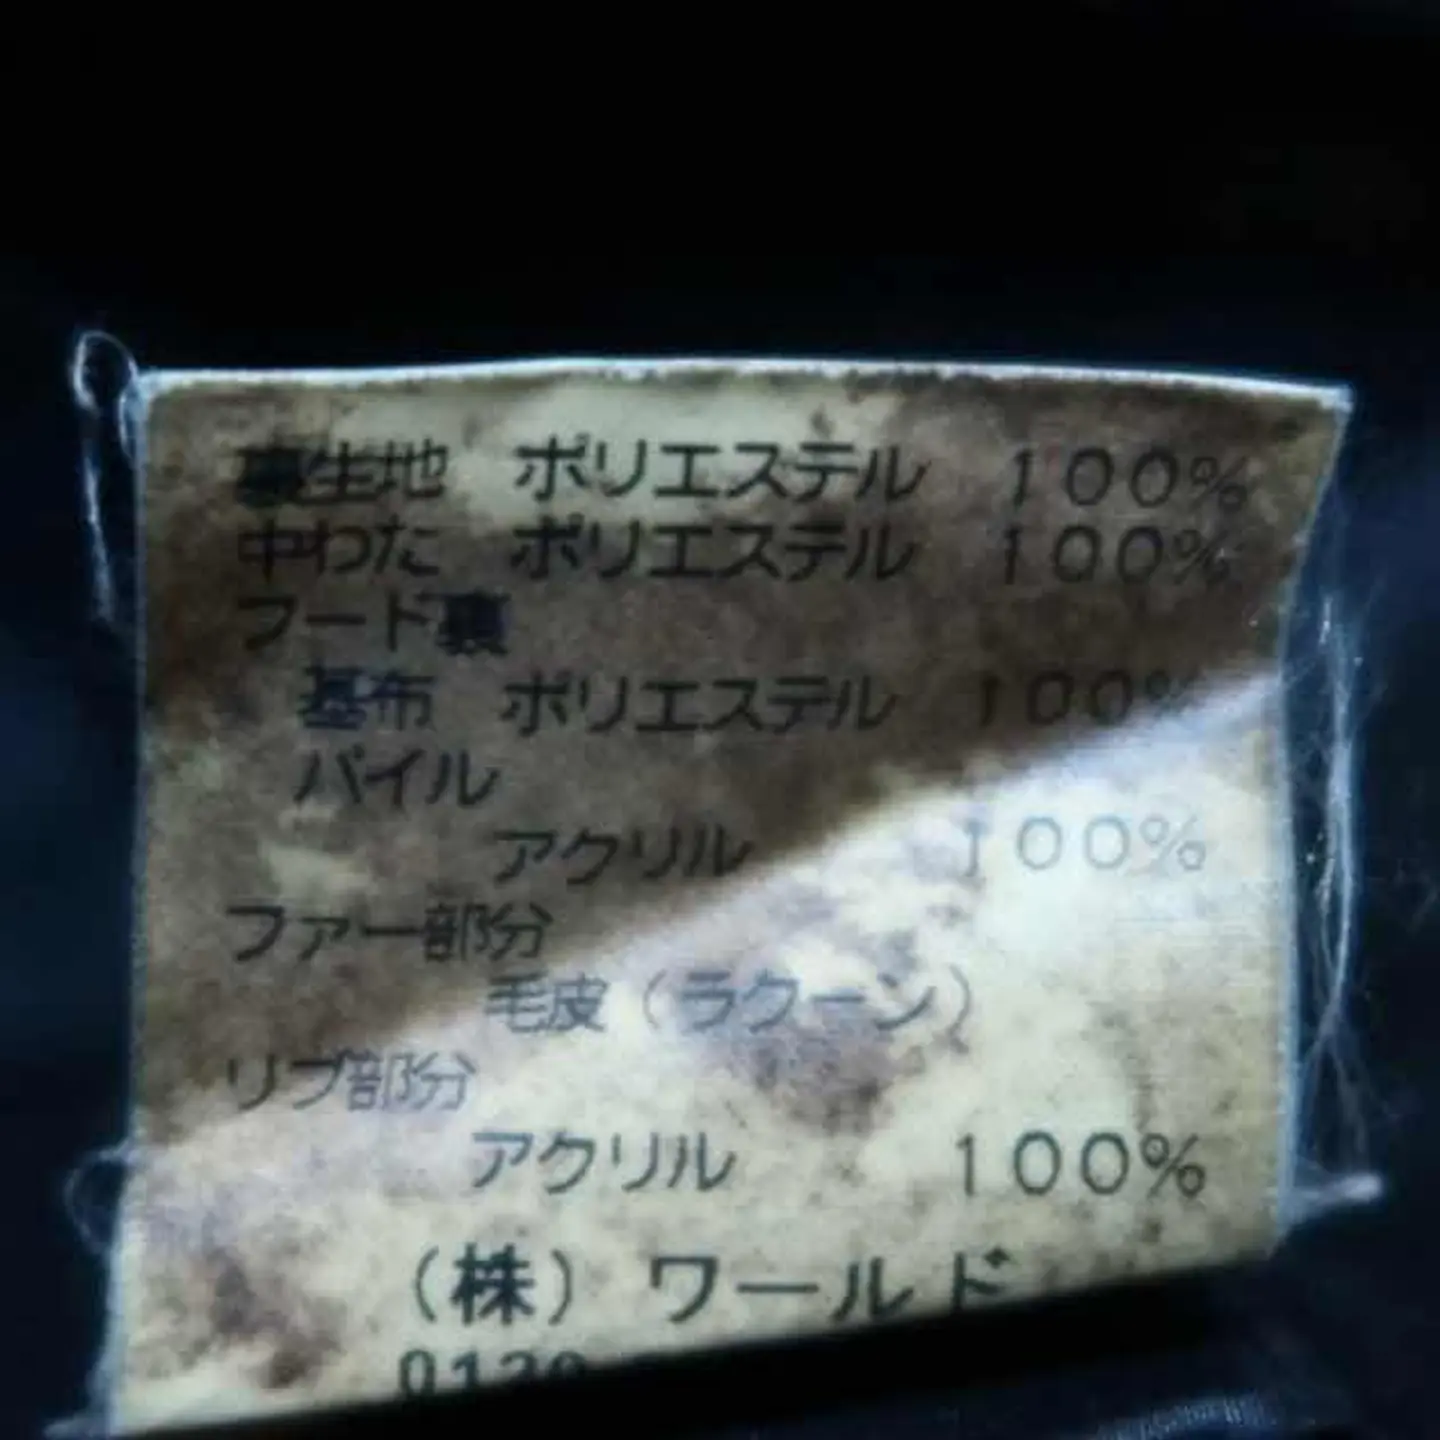 裏生地 ポリエステル 100%
中わた ポリエステル 100%
フード裏
基布 ポリエステル 100%
パイル
アクリル 100%
ファー部分
毛皮（ラクーン）
リブ部分
アクリル 100%
（株）ワールド
0120